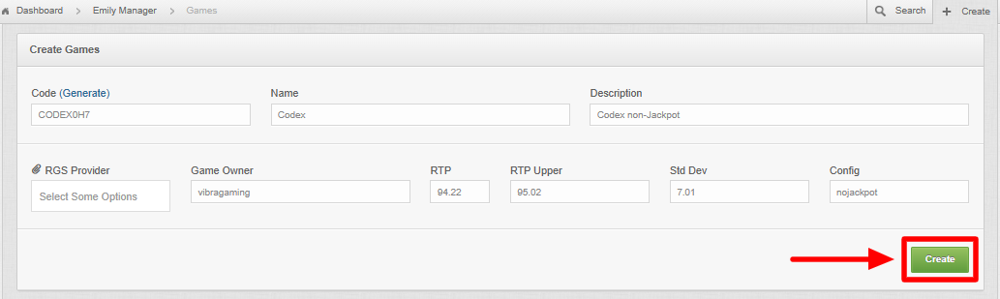 Dashboard > Emily Manager > Games Search + Create
Create Games
Code (Generate) Name Description
CODEX0H7 Codex Codex non-Jackpot
RGS Provider Game Owner RTP RTP Upper Std Dev Config
Select Some Options vibragaming 94.22 95.02 7.01 nojackpot
Create